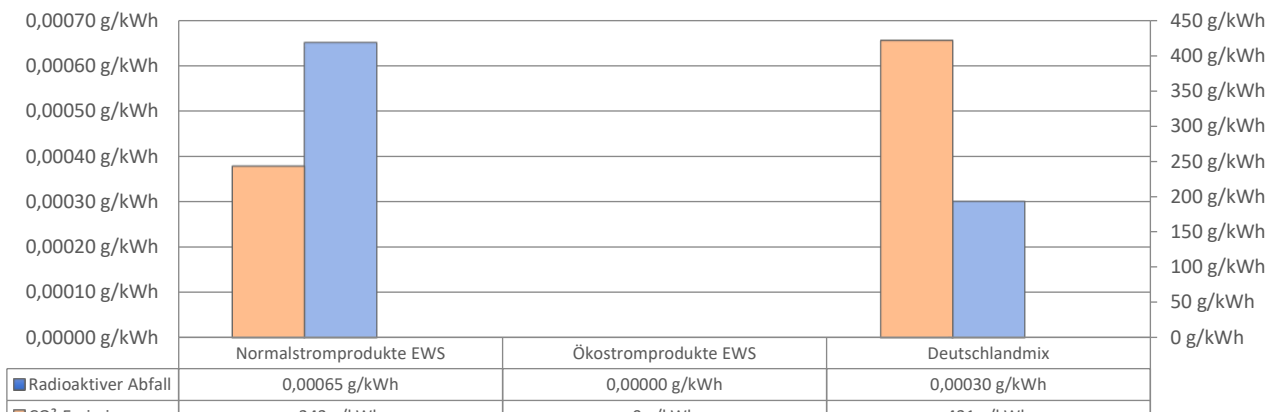 0,00070 g/kWh
0,00060 g/kWh
0,00050 g/kWh
0,00040 g/kWh
0,00030 g/kWh
0,00020 g/kWh
0,00010 g/kWh
0,00000 g/kWh
450 g/kWh
400 g/kWh
350 g/kWh
300 g/kWh
250 g/kWh
200 g/kWh
150 g/kWh
100 g/kWh
50 g/kWh
0 g/kWh
Normalstromprodukte EWS Ökostromprodukte EWS Deutschlandmix
Radioaktiver Abfall 0,00065 g/kWh 0,00000 g/kWh 0,00030 g/kWh